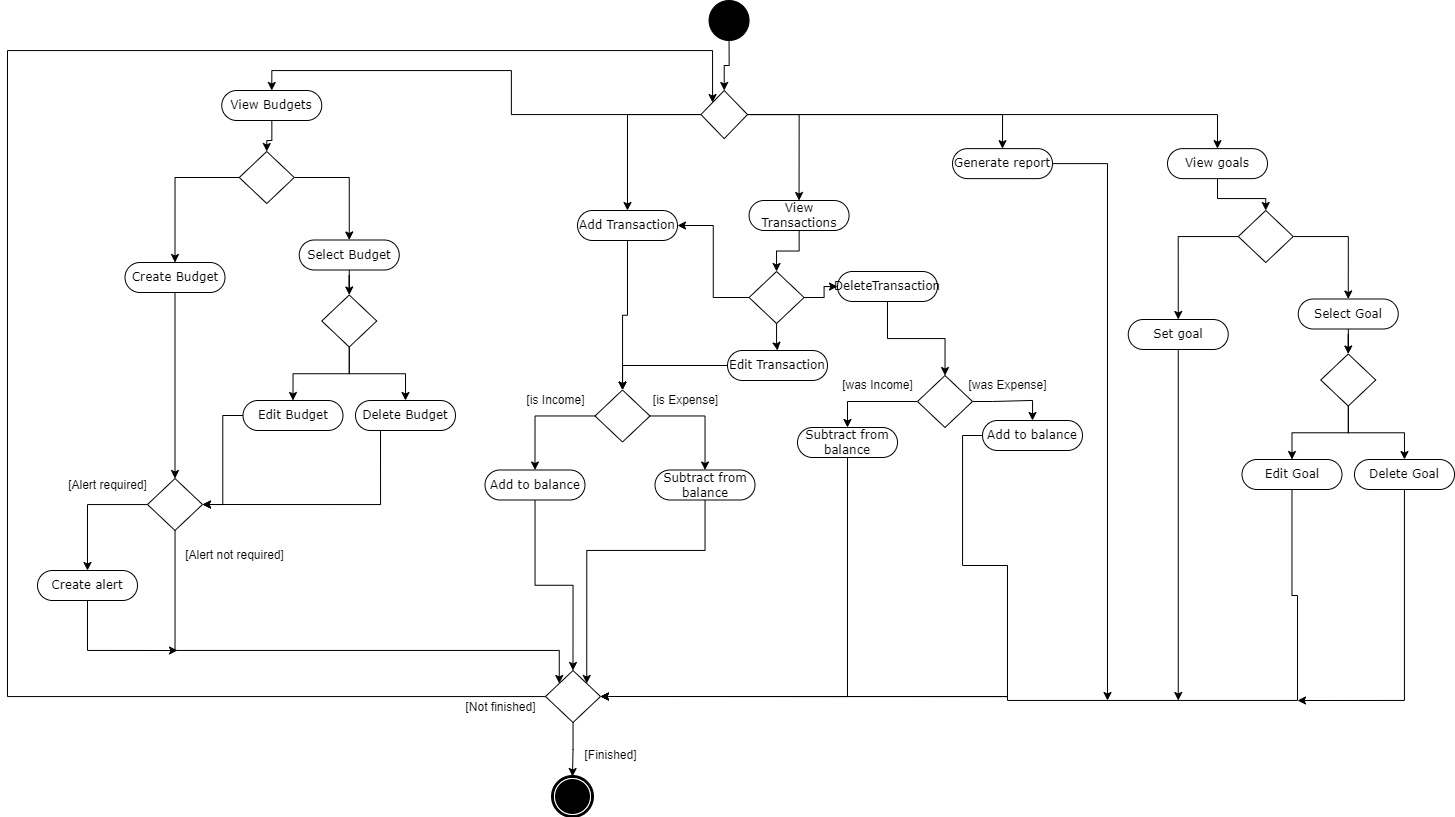 View Budgets
Generate report
View goals
View
Transactions
Add Transaction
Select Budget
Create Budget
DeleteTransaction
Select Goal
Set goal
Edit Transaction
[was Income]
[was Expense]
[is Income]
[is Expense]
Edit Budget
Delete Budget
Subtract from
balance
Add to balance
Edit Goal
Delete Goal
[Alert required]
Add to balance
Subtract from
balance
[Alert not required]
Create alert
[Not finished]
[Finished]